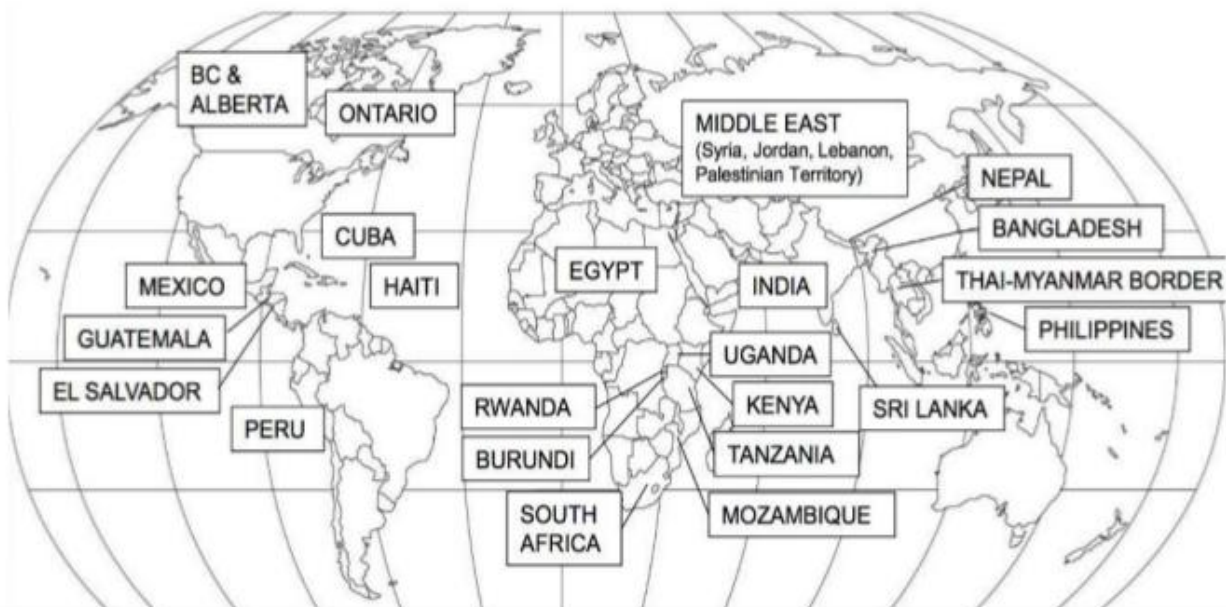 BC &
ALBERTA
ONTARIO
MIDDLE EAST
(Syria, Jordan, Lebanon,
Palestinian Territory)
NEPAL
BANGLADESH
CUBA
EGYPT
MEXICO
HAITI
INDIA
THAI-MYANMAR BORDER
GUATEMALA
PHILIPPINES
UGANDA
EL SALVADOR
RWANDA
KENYA
SRI LANKA
PERU
BURUNDI
TANZANIA
SOUTH
AFRICA
MOZAMBIQUE